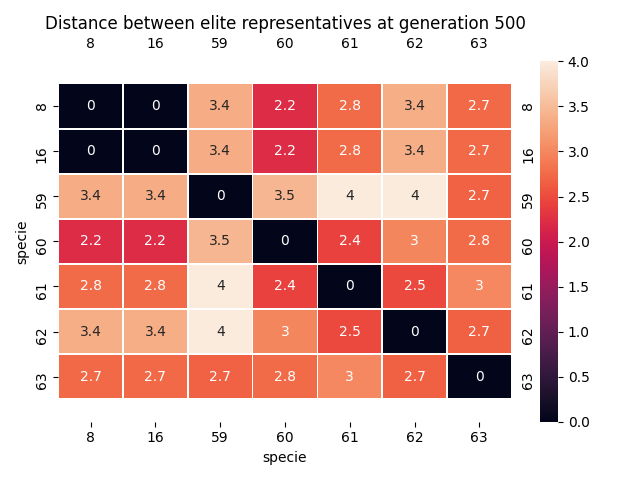 Distance between elite representatives at generation 500
8 16 59 60 61 62 63
8 0 0 3.4 2.2 2.8 3.4 2.7 8
16 0 0 3.4 2.2 2.8 3.4 2.7 16
59 3.4 3.4 0 3.5 4 4 2.7 59
60 2.2 2.2 3.5 0 2.4 3 2.8 60
61 2.8 2.8 4 2.4 0 2.5 3 61
62 3.4 3.4 4 3 2.5 0 2.7 62
63 2.7 2.7 2.7 2.8 3 2.7 0 63
8 16 59 60 61 62 63
specie
specie
4.0
3.5
3.0
2.5
2.0
1.5
1.0
0.5
0.0